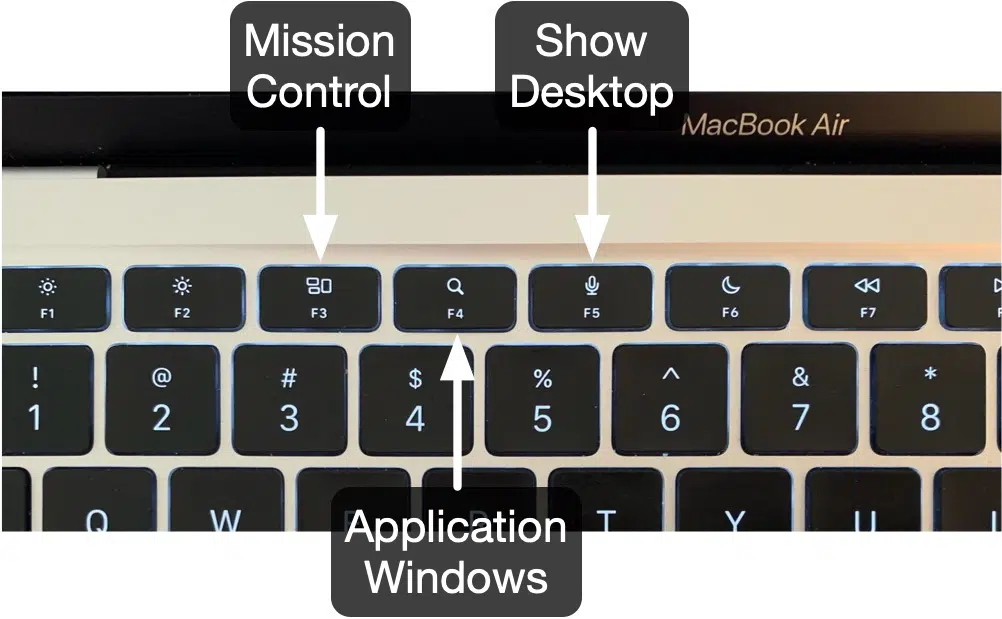 Mission
Control
Show
Desktop
MacBook Air
F1 F2 F3 F4 F5 F6 F7
! @ # $ % ^ & *
1 2 3 4 5 6 7 8
Q W T Y U
Application
Windows